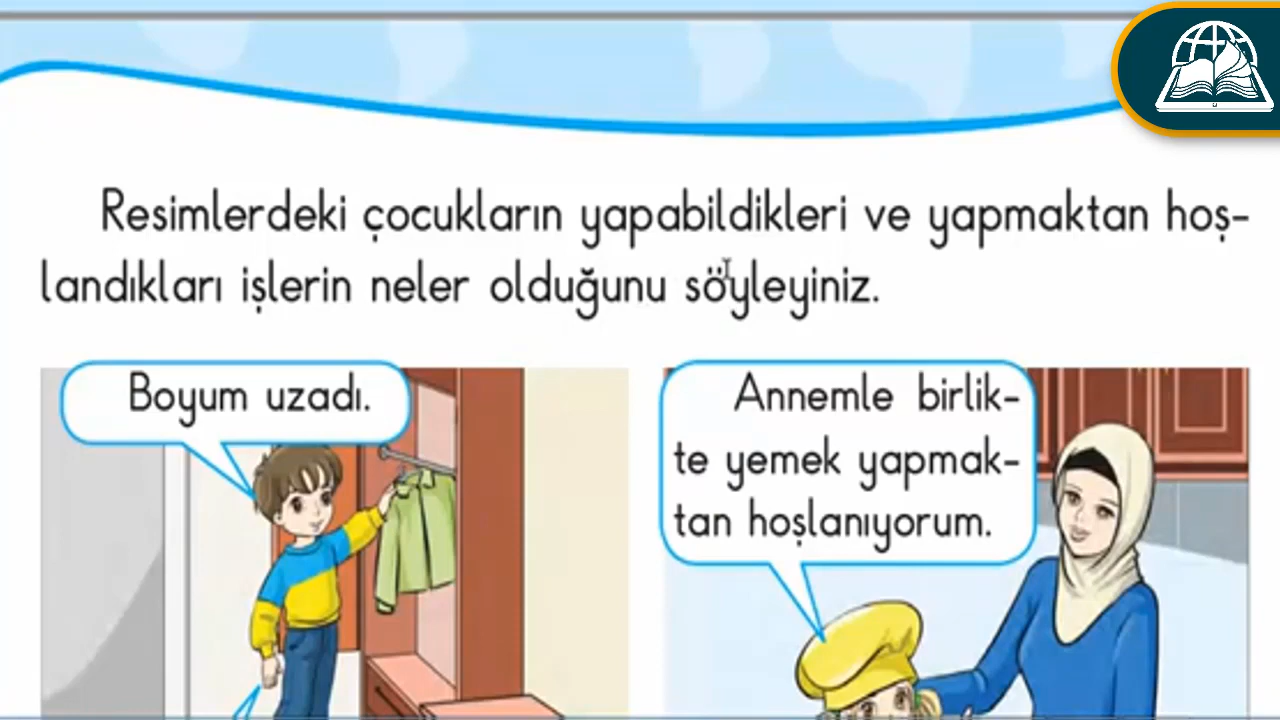 Resimlerdeki çocukların yapabildikleri ve yapmaktan hoş-
landıkları işlerin neler olduğunu söyleyiniz.
Boyum uzadı.
Annemle birlik-
te yemek yapmak-
tan hoşlanıyorum.